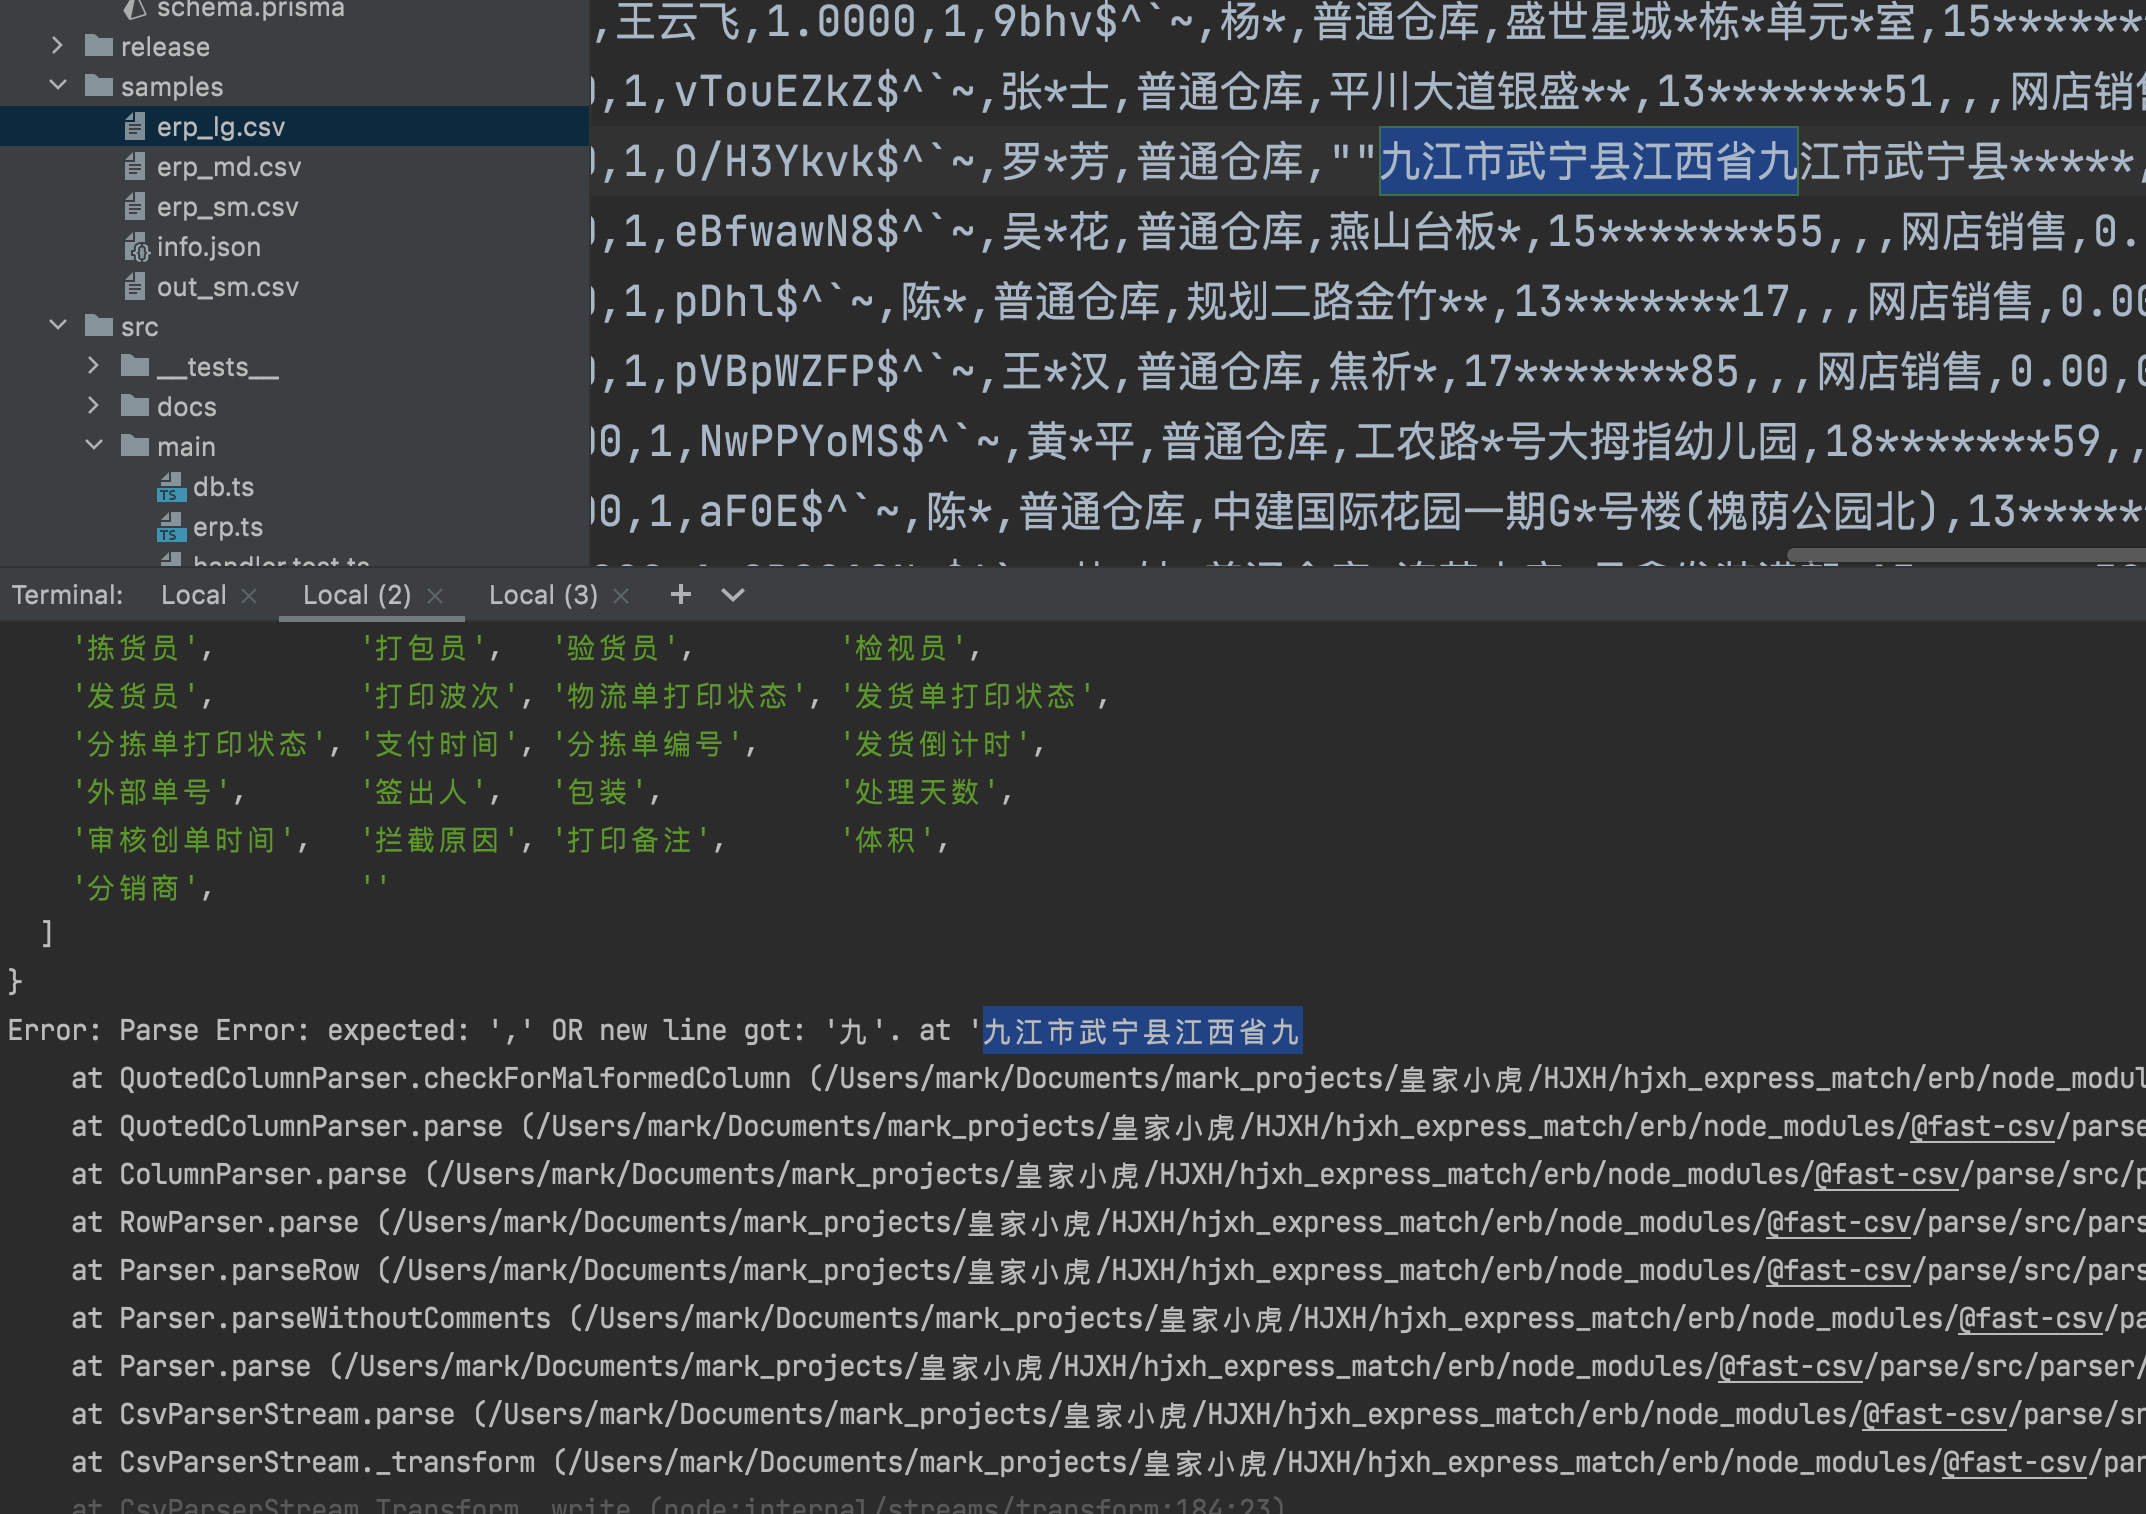 schema.prisma
release
samples
erp_lg.csv
erp_md.csv
erp_sm.csv
info.json
out_sm.csv
src
__tests__
docs
main
db.ts
erp.ts
handler.test.ts
,王云飞,1.0000,1,9bhv$^`~,杨*,普通仓库,盛世星城*栋*单元*室,15*******
,1,vTouEZkZ$^`~,张*士,普通仓库,平川大道银盛**,13*******51,,,网店销售
,1,O/H3Ykvk$^`~,罗*芳,普通仓库,""九江市武宁县江西省九江市武宁县*****,
,1,eBfwawN8$^`~,吴*花,普通仓库,燕山台板*,15*******55,,,网店销售,0.
,1,pDhl$^`~,陈*,普通仓库,规划二路金竹**,13*******17,,,网店销售,0.00
,1,pVBpWZFP$^`~,王*汉,普通仓库,焦祈*,17*******85,,,网店销售,0.00,0
00,1,NwPPYoMS$^`~,黄*平,普通仓库,工农路*号大拇指幼儿园,18*******59,,
00,1,aF0E$^`~,陈*,普通仓库,中建国际花园一期G*号楼(槐荫公园北),13******
Terminal: Local × Local (2) × Local (3) × +
'拣货员', '打包员', '验货员', '检视员',
'发货员', '打印波次', '物流单打印状态', '发货单打印状态',
'分拣单打印状态', '支付时间', '分拣单编号', '发货倒计时',
'外部单号', '签出人', '包装', '处理天数',
'审核创单时间', '拦截原因', '打印备注', '体积',
'分销商', ''
]
}
Error: Parse Error: expected: ',' OR new line got: '九'. at '九江市武宁县江西省九
at QuotedColumnParser.checkForMalformedColumn (/Users/mark/Documents/mark_projects/皇家小虎/HJXH/hjxh_express_match/erb/node_modul
at QuotedColumnParser.parse (/Users/mark/Documents/mark_projects/皇家小虎/HJXH/hjxh_express_match/erb/node_modules/@fast-csv/parse
at ColumnParser.parse (/Users/mark/Documents/mark_projects/皇家小虎/HJXH/hjxh_express_match/erb/node_modules/@fast-csv/parse/src/p
at RowParser.parse (/Users/mark/Documents/mark_projects/皇家小虎/HJXH/hjxh_express_match/erb/node_modules/@fast-csv/parse/src/pars
at Parser.parseRow (/Users/mark/Documents/mark_projects/皇家小虎/HJXH/hjxh_express_match/erb/node_modules/@fast-csv/parse/src/pars
at Parser.parseWithoutComments (/Users/mark/Documents/mark_projects/皇家小虎/HJXH/hjxh_express_match/erb/node_modules/@fast-csv/pa
at Parser.parse (/Users/mark/Documents/mark_projects/皇家小虎/HJXH/hjxh_express_match/erb/node_modules/@fast-csv/parse/src/parser/
at CsvParserStream.parse (/Users/mark/Documents/mark_projects/皇家小虎/HJXH/hjxh_express_match/erb/node_modules/@fast-csv/parse/sr
at CsvParserStream._transform (/Users/mark/Documents/mark_projects/皇家小虎/HJXH/hjxh_express_match/erb/node_modules/@fast-csv/par
at CsvParserStream.Transform._write (node:internal/streams/transform:184:23)